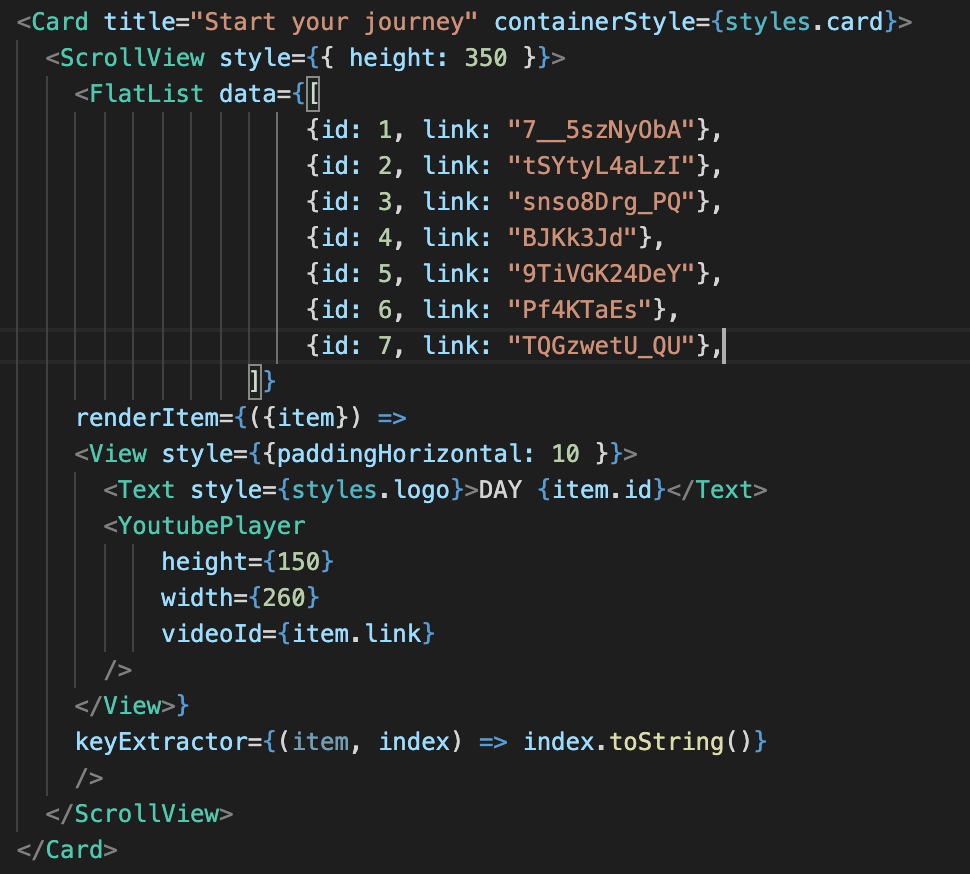 <Card title="Start your journey" containerStyle={styles.card}>
<ScrollView style={{ height: 350 }}>
<FlatList data={[
{id: 1, link: "7__5szNyObA"},
{id: 2, link: "tSYtyL4aLzI"},
{id: 3, link: "snso8Drg_PQ"},
{id: 4, link: "BJKk3Jd"},
{id: 5, link: "9TiVGK24DeY"},
{id: 6, link: "Pf4KTaEs"},
{id: 7, link: "TQGzwetU_QU"},
]}
renderItem={({item}) =>
<View style={{paddingHorizontal: 10 }}>
<Text style={styles.logo}>DAY {item.id}</Text>
<YoutubePlayer
height={150}
width={260}
videoId={item.link}
/>
</View>}
keyExtractor={(item, index) => index.toString()}
/>
</ScrollView>
</Card>